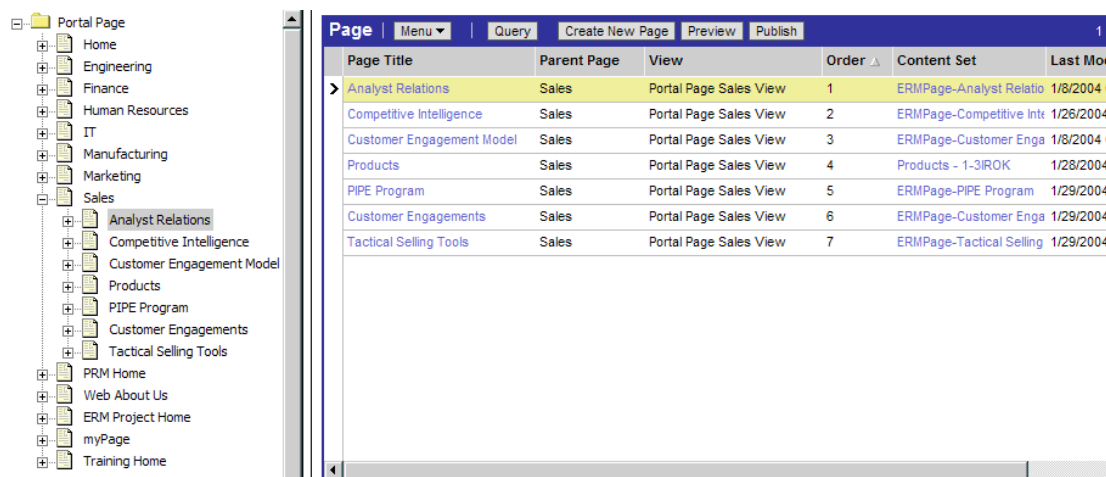 Portal Page
Home
Engineering
Finance
Human Resources
IT
Manufacturing
Marketing
Sales
Analyst Relations
Competitive Intelligence
Customer Engagement Model
Products
PIPE Program
Customer Engagements
Tactical Selling Tools
PRM Home
Web About Us
ERM Project Home
myPage
Training Home
Page Menu Query Create New Page Preview Publish 1
Page Title Parent Page View Order Content Set Last Mod
Analyst Relations Sales Portal Page Sales View 1 ERMPage-Analyst Relatio 1/8/2004
Competitive Intelligence Sales Portal Page Sales View 2 ERMPage-Competitive Inte 1/26/2004
Customer Engagement Model Sales Portal Page Sales View 3 ERMPage-Customer Enga 1/8/2004
Products Sales Portal Page Sales View 4 Products - 1-3IROK 1/28/2004
PIPE Program Sales Portal Page Sales View 5 ERMPage-PIPE Program 1/29/2004
Customer Engagements Sales Portal Page Sales View 6 ERMPage-Customer Enga 1/29/2004
Tactical Selling Tools Sales Portal Page Sales View 7 ERMPage-Tactical Selling 1/29/2004